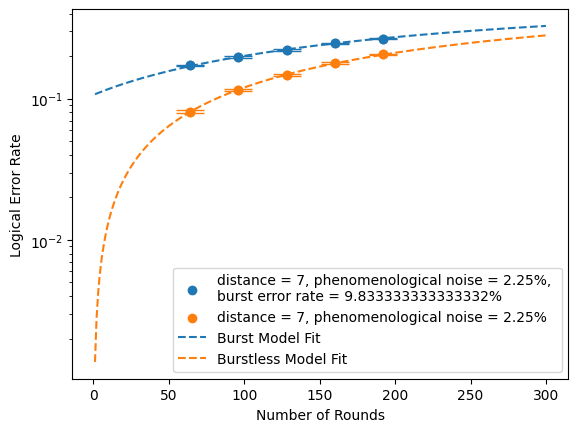 Logical Error Rate
10⁻¹
10⁻²
distance = 7, phenomenological noise = 2.25%,
burst error rate = 9.833333333333332%
distance = 7, phenomenological noise = 2.25%
Burst Model Fit
Burstless Model Fit
0 50 100 150 200 250 300
Number of Rounds